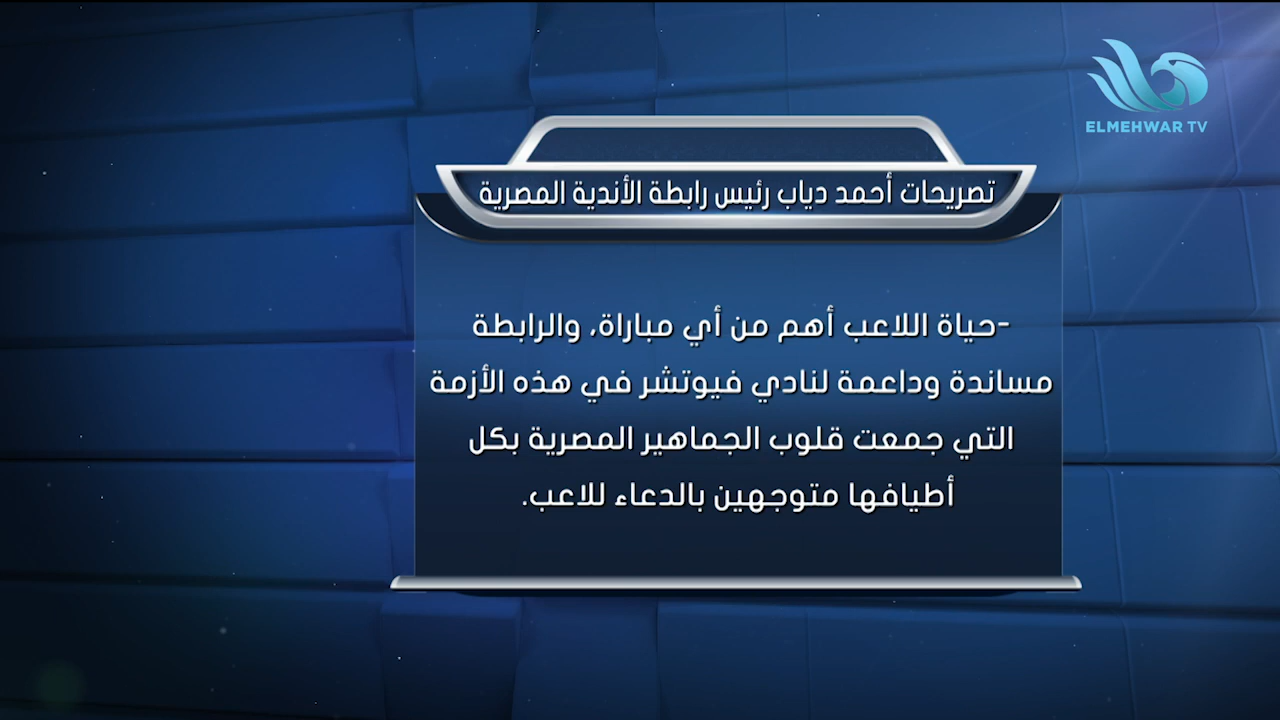 ELMEHWAR TV
تصريحات أحمد دياب رئيس رابطة الأندية المصرية
-حياة اللاعب أهم من أي مباراة، والرابطة
مساندة وداعمة لنادي فيوتشر في هذه الأزمة
التي جمعت قلوب الجماهير المصرية بكل
أطيافها متوجهين بالدعاء للاعب.